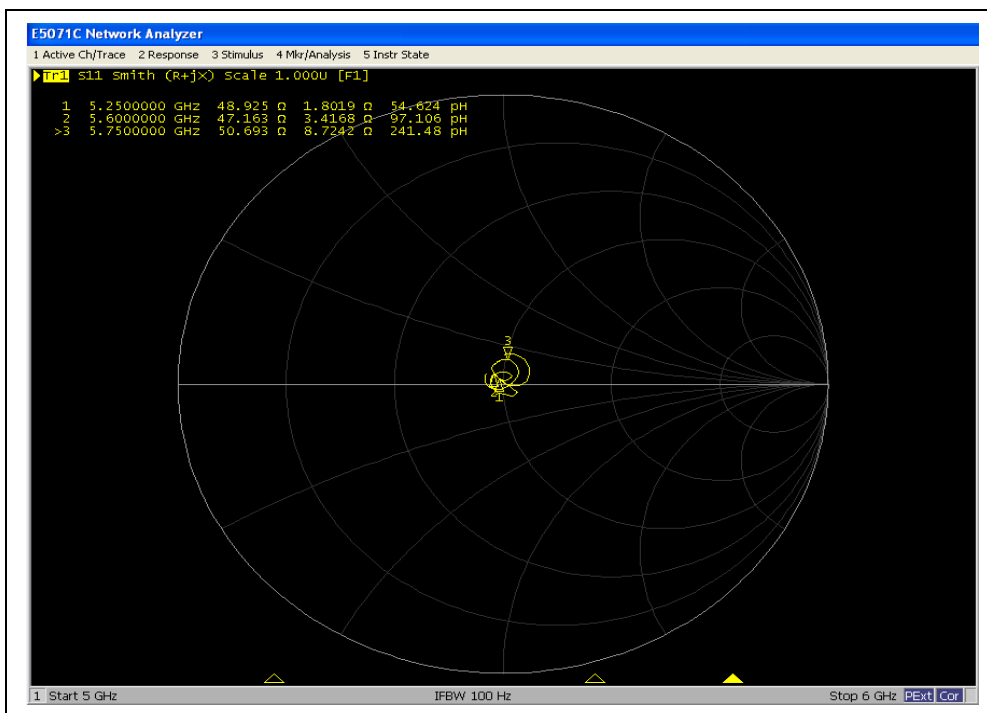 E5071C Network Analyzer
1 Active Ch/Trace 2 Response 3 Stimulus 4 Mkr/Analysis 5 Instr State
Tr1 S11 Smith (R+jX) Scale 1.000U [F1]
1 5.2500000 GHz 48.925 Ω 1.8019 Ω 54.624 pH
2 5.6000000 GHz 47.163 Ω 3.4168 Ω 97.106 pH
>3 5.7500000 GHz 50.693 Ω 8.7242 Ω 241.48 pH
3
1
1 Start 5 GHz IFBW 100 Hz Stop 6 GHz PExt Cor